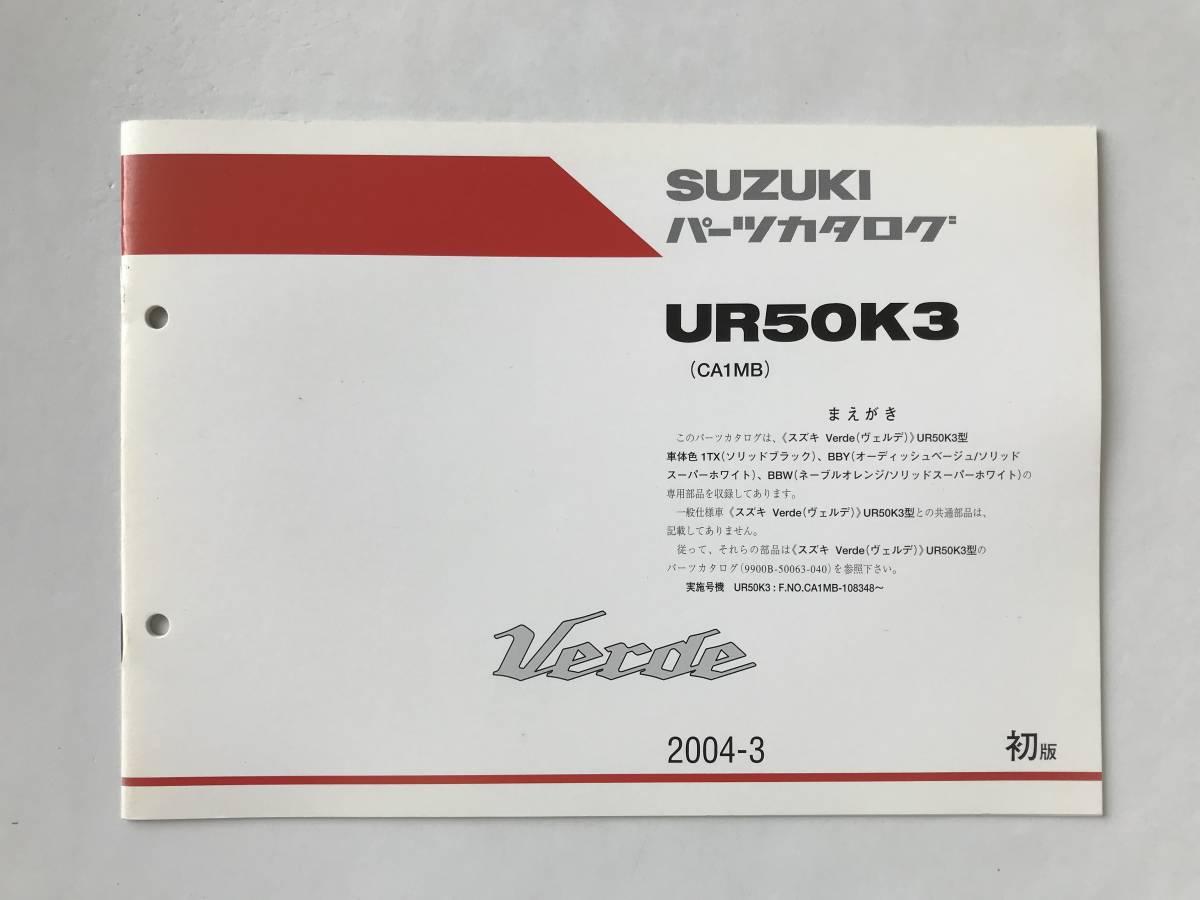 SUZUKI
パーツカタログ
UR50K3
（CA1MB）
まえがき
このパーツカタログは、《スズキ Verde（ヴェルデ）》UR50K3型
車体色 1TX（ソリッドブラック）、BBY（オーディッシュベージュ/ソリッド
スーパーホワイト）、BBW（ネーブルオレンジ/ソリッドスーパーホワイト）の
専用部品を収録してあります。
一般仕様車《スズキ Verde（ヴェルデ）》UR50K3型との共通部品は、
記載してありません。
従って、それらの部品は《スズキ Verde（ヴェルデ）》UR50K3型の
パーツカタログ（9900B-50063-040）を参照下さい。
実施号機 UR50K3 : F.NO.CA1MB-108348～
Verde
2004-3 初版